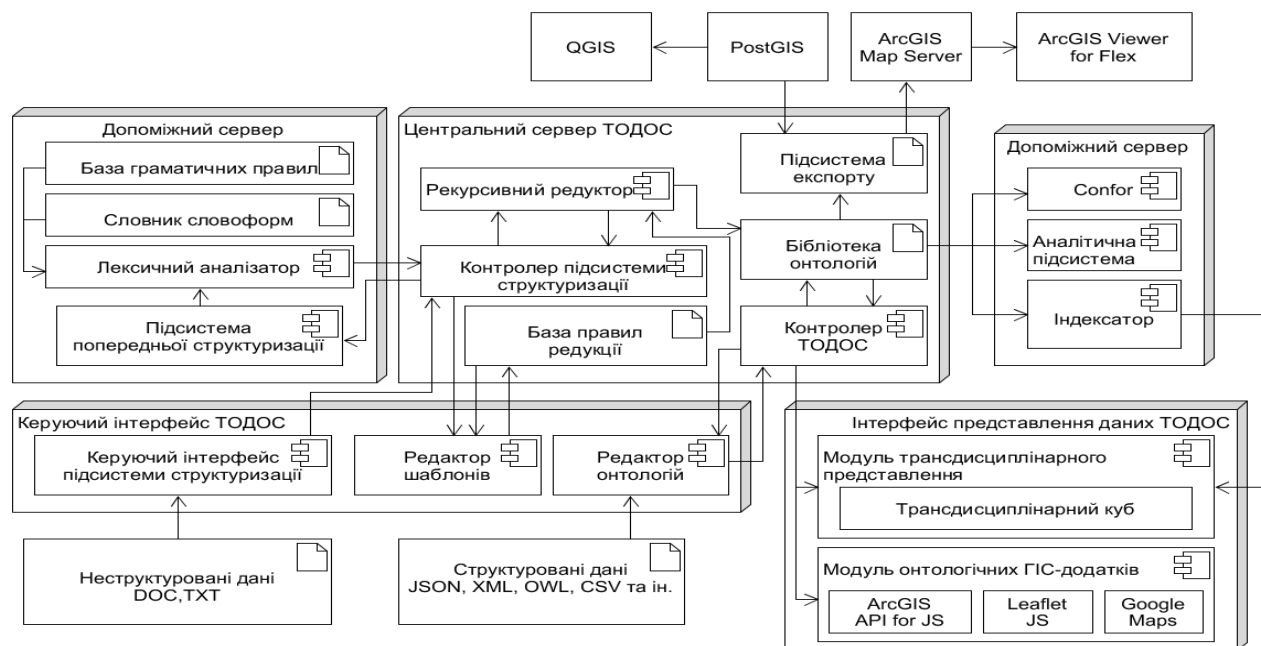 QGIS
PostGIS
ArcGIS
Map Server
ArcGIS Viewer
for Flex
Допоміжний сервер
База граматичних правил
Словник словоформ
Лексичний аналізатор
Підсистема
попередньої структуризації
Центральний сервер ТОДОС
Рекурсивний редуктор
Контролер підсистеми
структуризації
База правил
редукції
Підсистема
експорту
Бібліотека
онтологій
Контролер
ТОДОС
Допоміжний сервер
Confor
Аналітична
підсистема
Індексатор
Керуючий інтерфейс ТОДОС
Керуючий інтерфейс
підсистеми структуризації
Редактор
шаблонів
Редактор
онтологій
Неструктуровані дані
DOC,TXT
Структуровані дані
JSON, XML, OWL, CSV та ін.
Інтерфейс представлення даних ТОДОС
Модуль трансдисциплінарного
представлення
Трансдисциплінарний куб
Модуль онтологічних ГІС-додатків
ArcGIS
API for JS
Leaflet
JS
Google
Maps